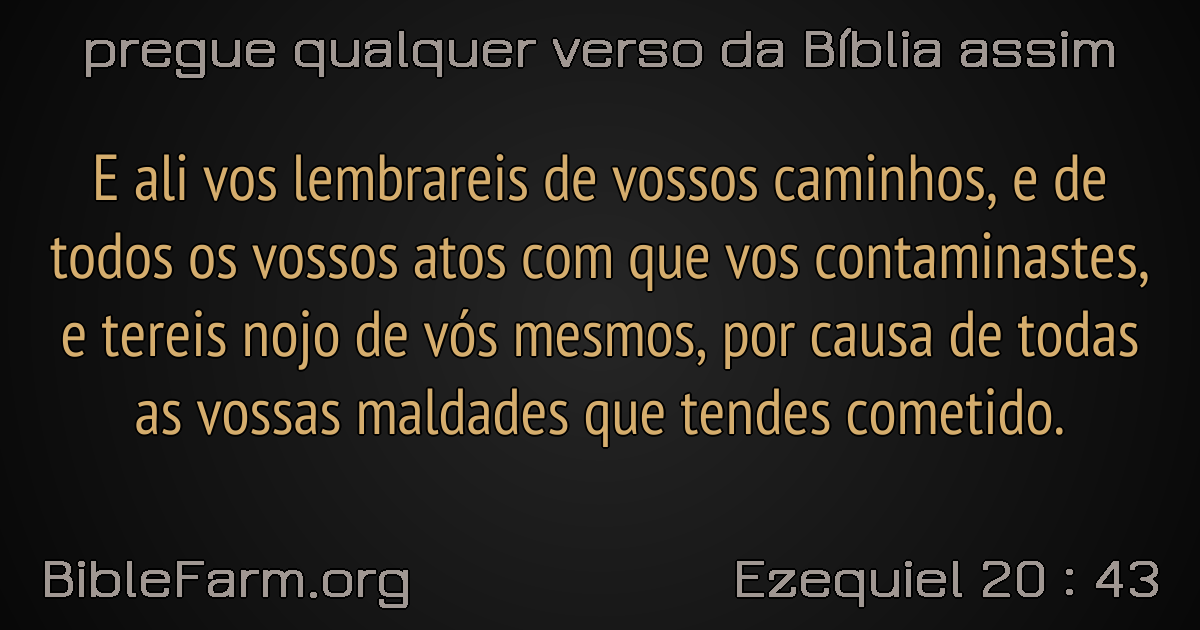 pregue qualquer verso da Bíblia assim
E ali vos lembrareis de vossos caminhos, e de
todos os vossos atos com que vos contaminastes,
e tereis nojo de vós mesmos, por causa de todas
as vossas maldades que tendes cometido.
BibleFarm.org
Ezequiel 20 : 43